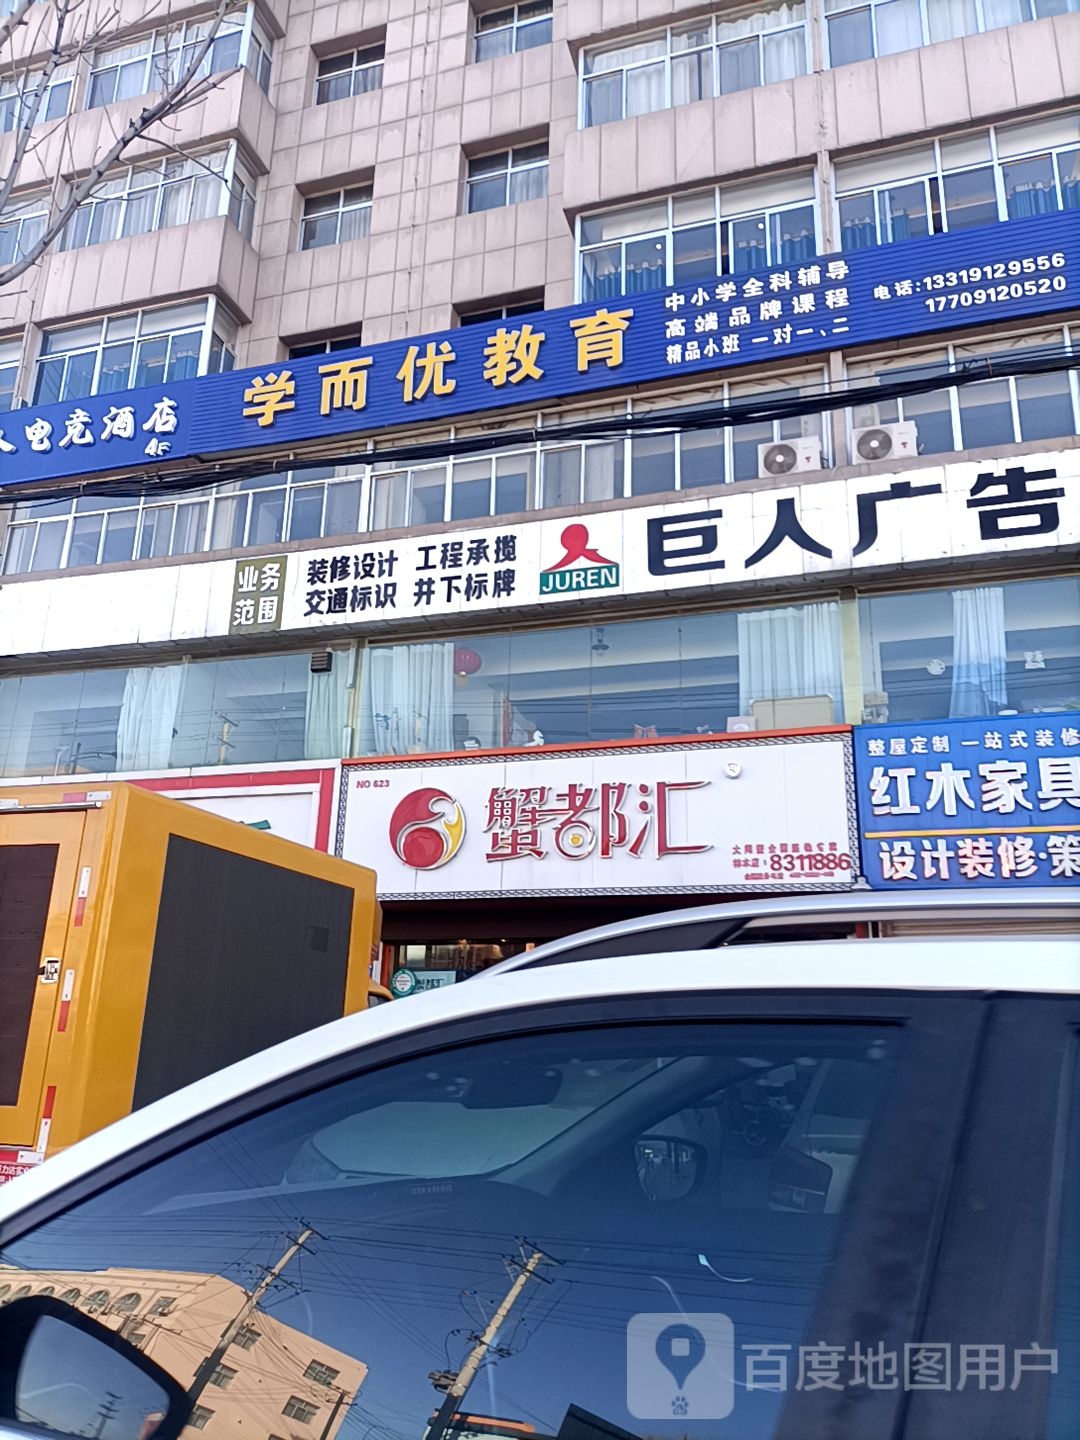 中小学全科辅导
高端品牌课程
精品小班 一对一、二
电话:13319129556
17709120520
学而优教育
人电竞酒店
4F
业务范围
装修设计 工程承揽
交通标识 井下标牌
JUREN
巨人广告
NO 623
蟹都汇
8311886
整屋定制 一站式装修
红木家具
设计装修·策
百度地图用户